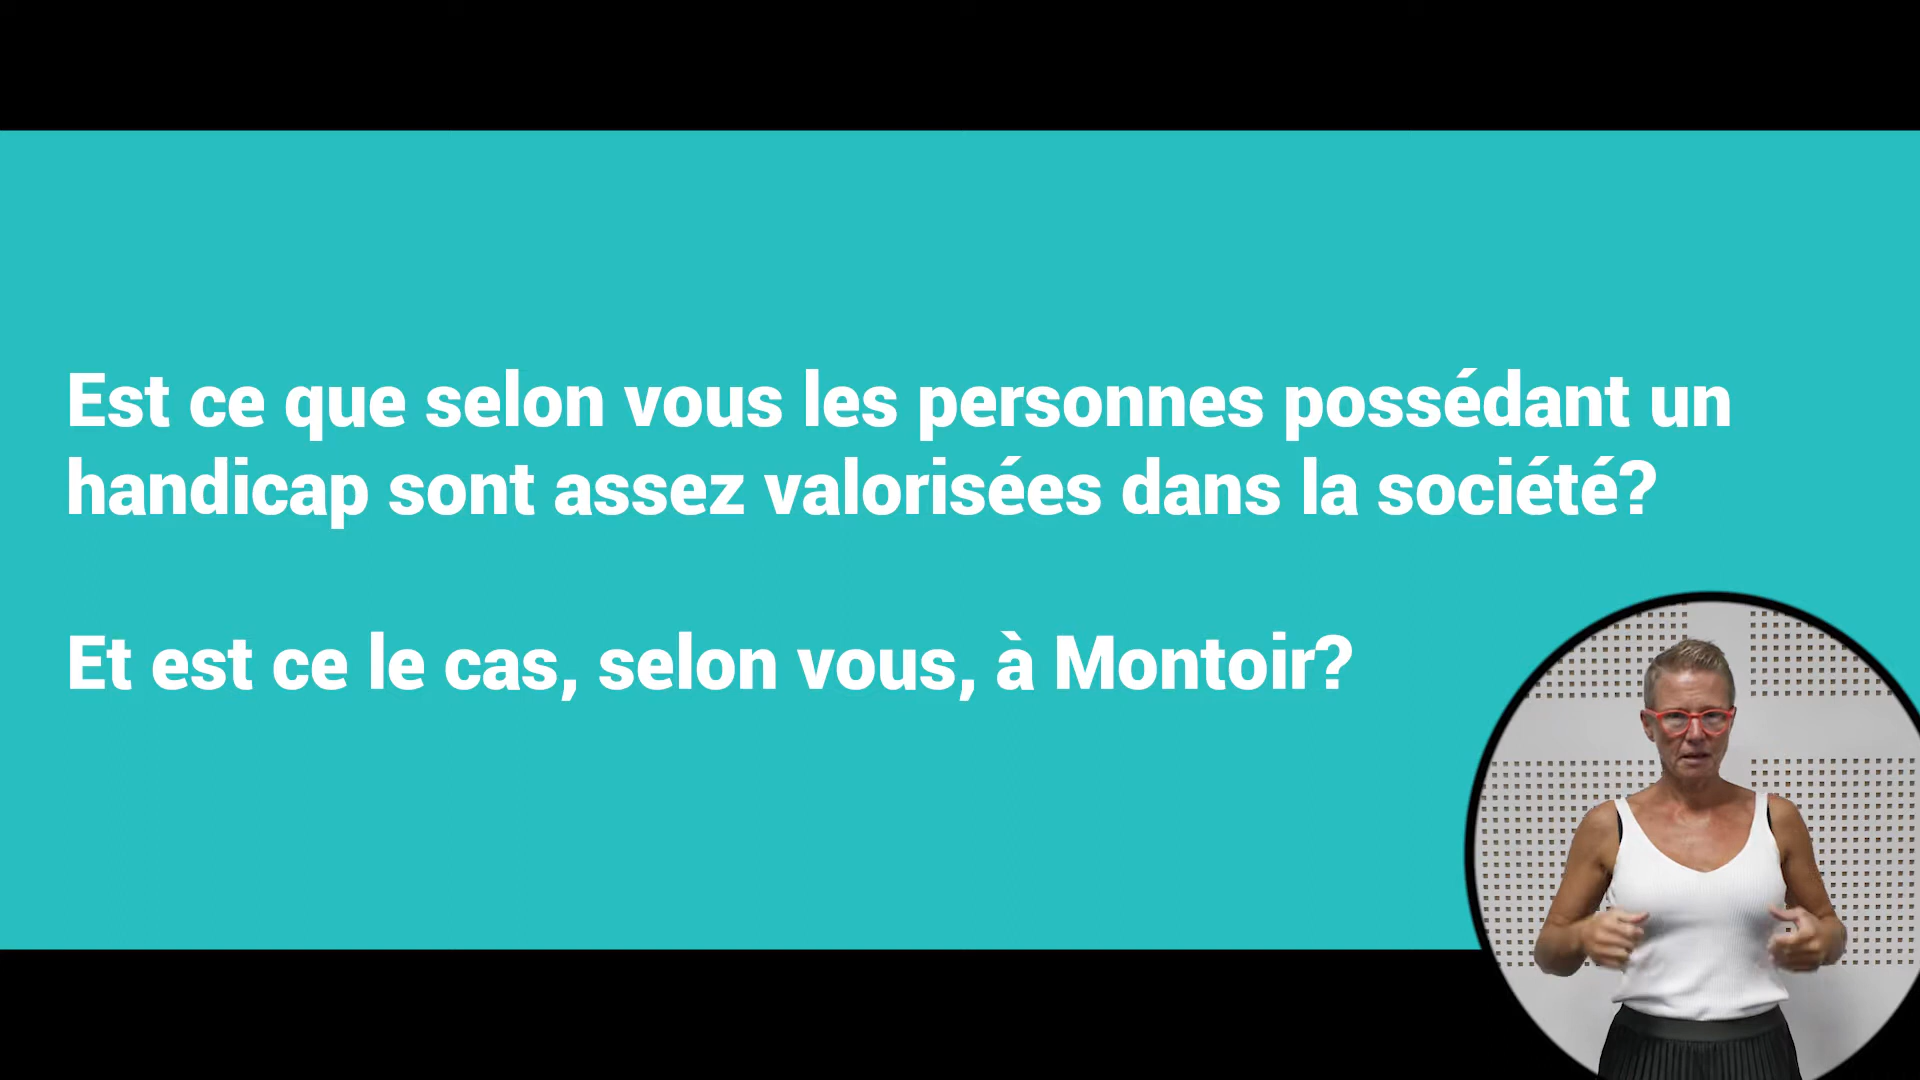 Est ce que selon vous les personnes possédant un
handicap sont assez valorisées dans la société?
Et est ce le cas, selon vous, à Montoir?